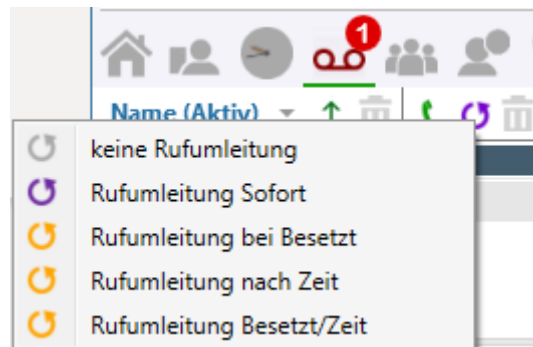 1
Name (Aktiv)
keine Rufumleitung
Rufumleitung Sofort
Rufumleitung bei Besetzt
Rufumleitung nach Zeit
Rufumleitung Besetzt/Zeit